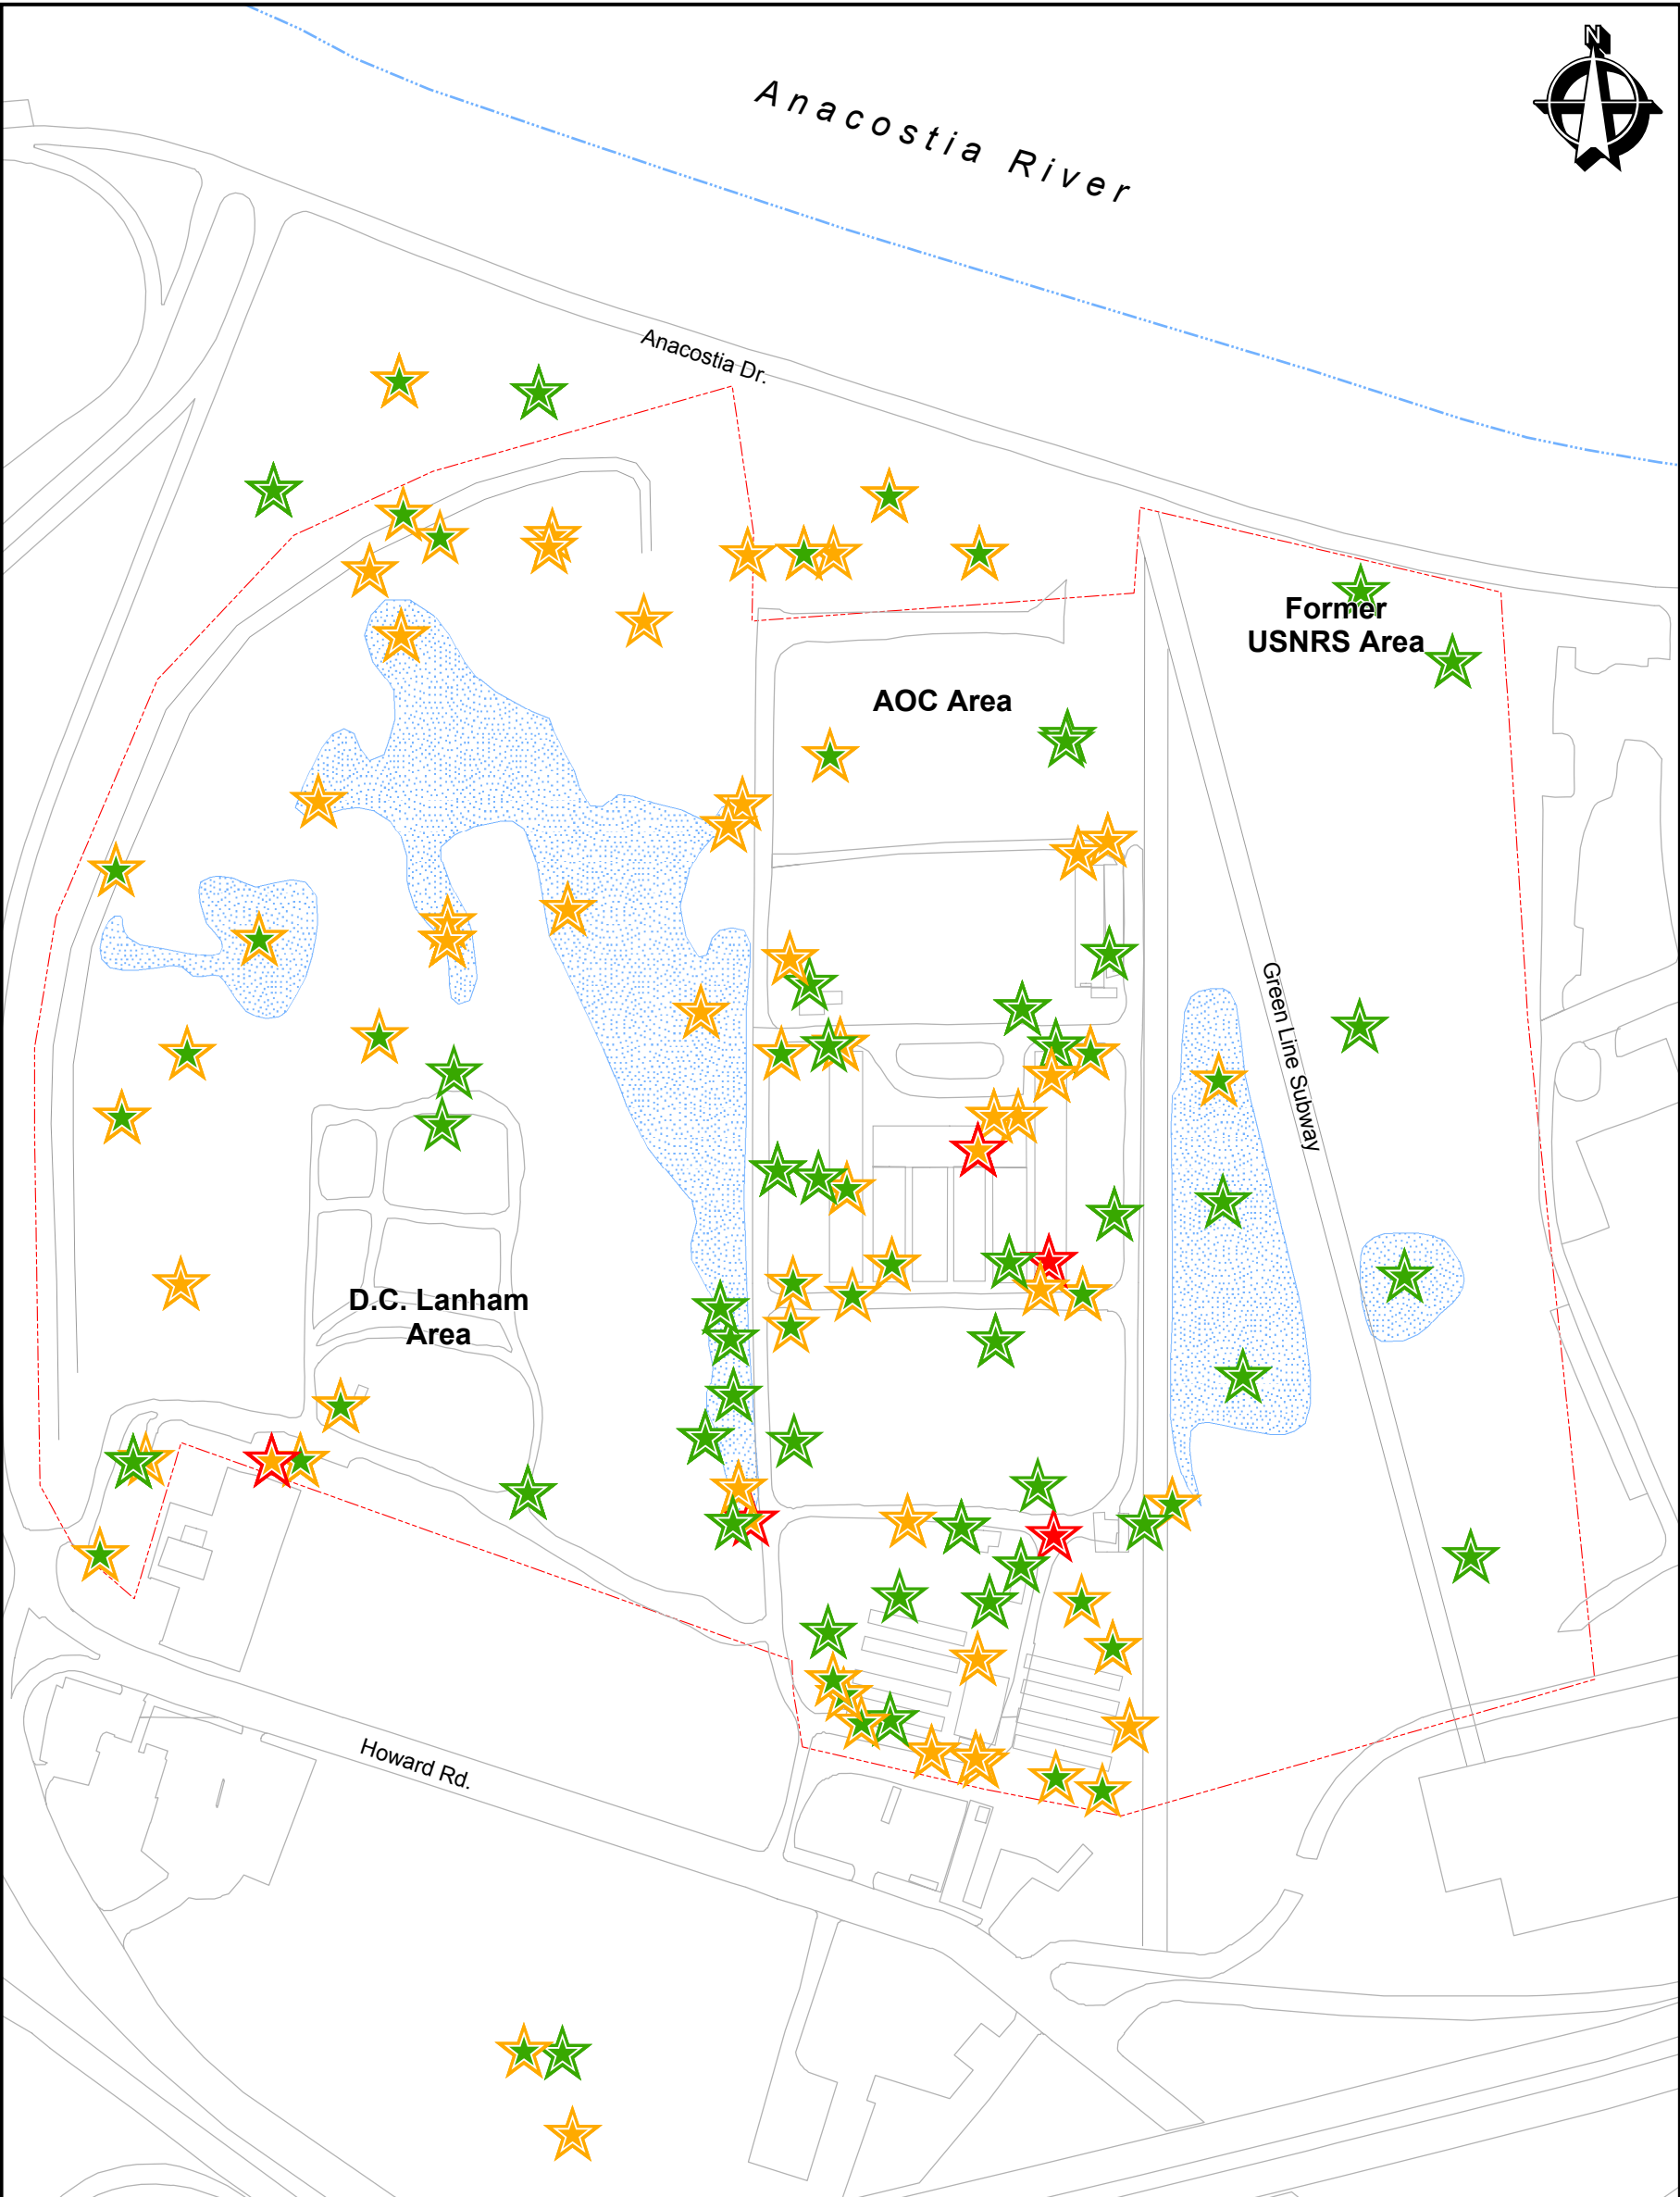 N
Anacostia River
Anacostia Dr.
Former
USNRS Area
AOC Area
Green Line Subway
D.C. Lanham
Area
Howard Rd.